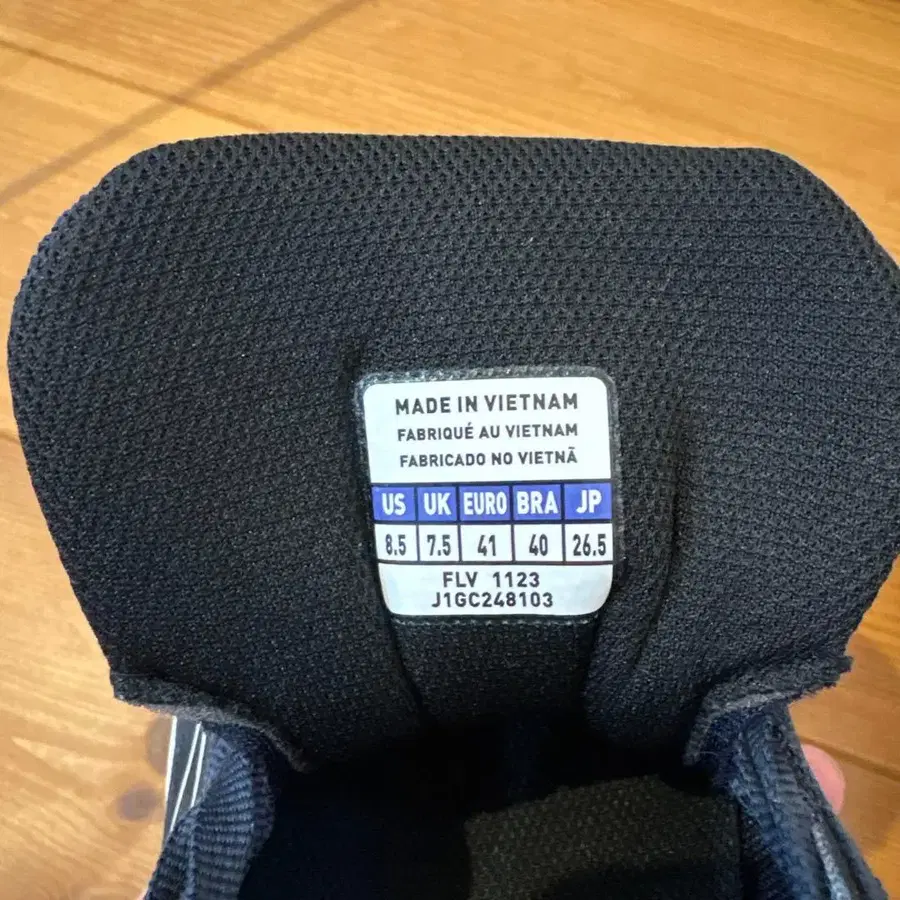 MADE IN VIETNAM
FABRIQUÉ AU VIETNAM
FABRICADO NO VIETNÃ
US UK EURO BRA JP
8.5 7.5 41 40 26.5
FLV 1123
J1GC248103